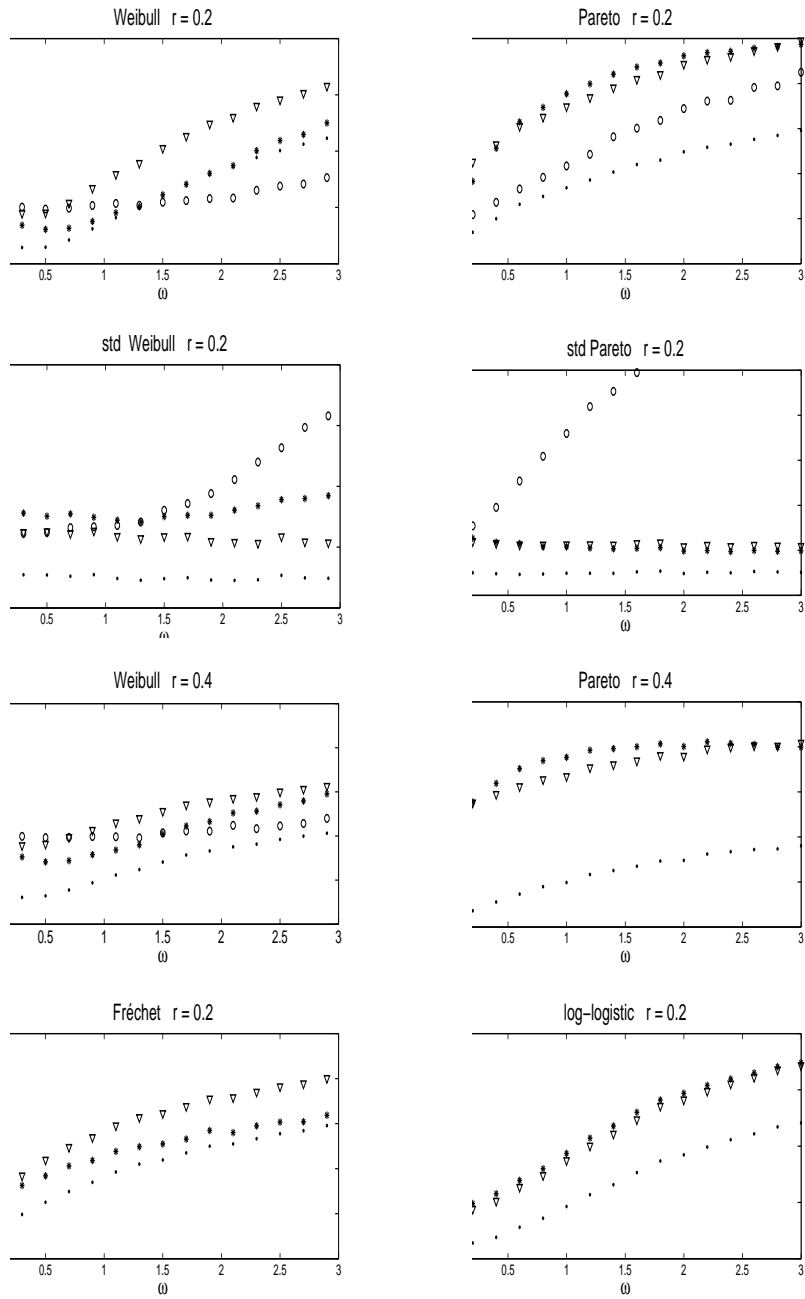 Weibull r = 0.2
0.5 1 1.5 2 2.5 3
ω
Pareto r = 0.2
0.5 1 1.5 2 2.5 3
ω
std Weibull r = 0.2
0.5 1 1.5 2 2.5 3
ω
std Pareto r = 0.2
0.5 1 1.5 2 2.5 3
ω
Weibull r = 0.4
0.5 1 1.5 2 2.5 3
ω
Pareto r = 0.4
0.5 1 1.5 2 2.5 3
ω
Fréchet r = 0.2
0.5 1 1.5 2 2.5 3
ω
log−logistic r = 0.2
0.5 1 1.5 2 2.5 3
ω